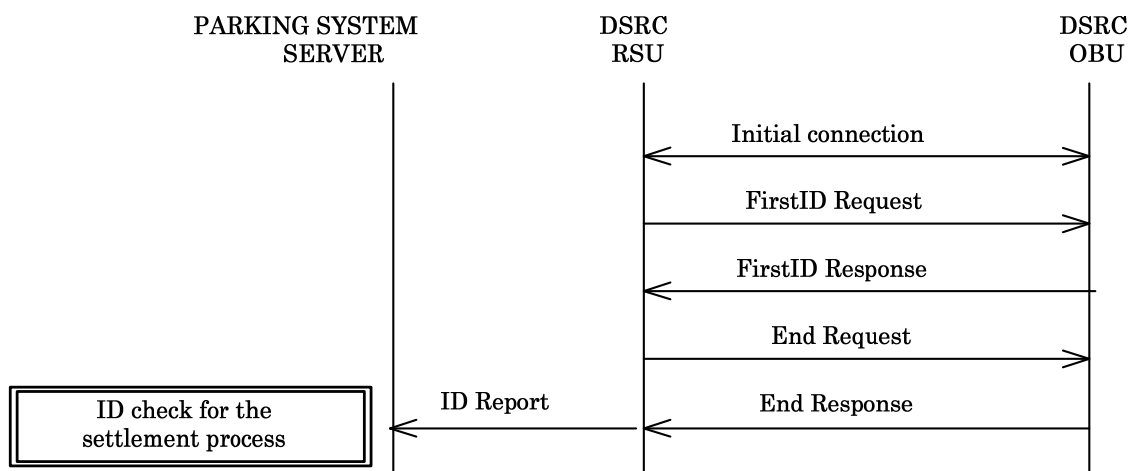 PARKING SYSTEM
SERVER
DSRC
RSU
DSRC
OBU
Initial connection
FirstID Request
FirstID Response
End Request
ID check for the
settlement process
ID Report
End Response